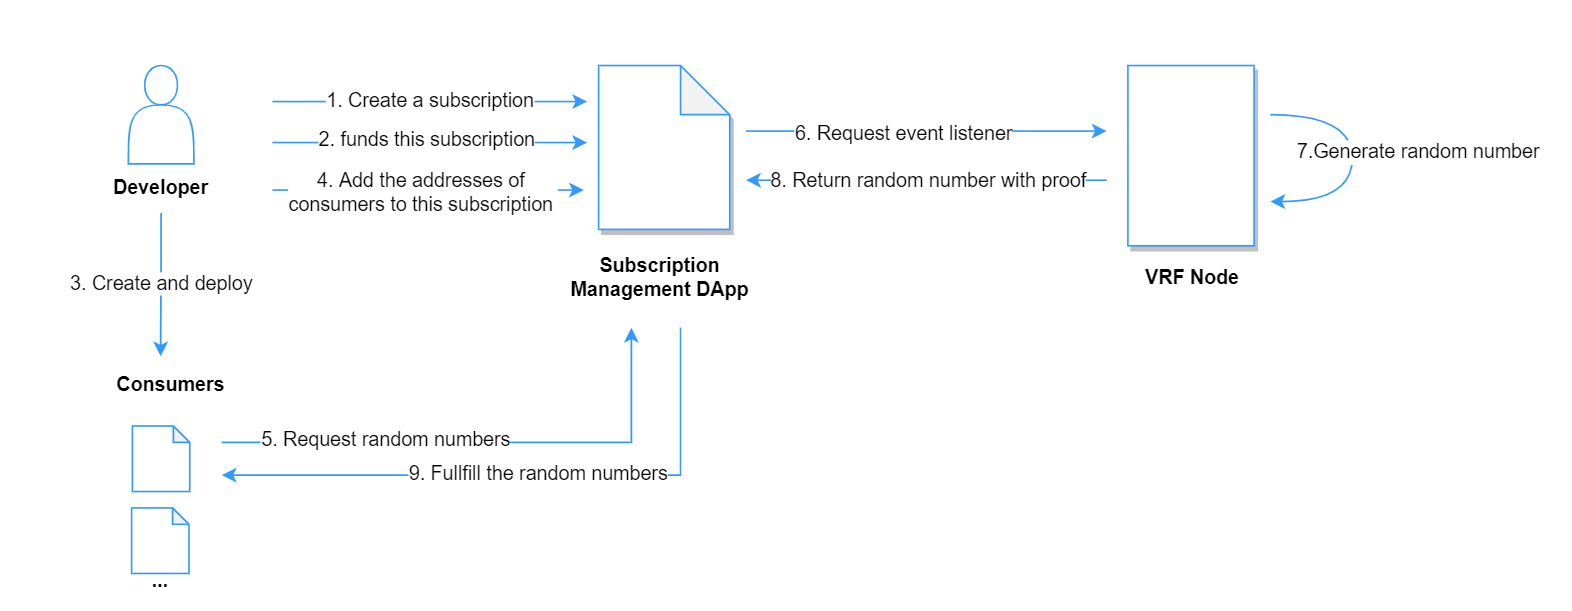 1. Create a subscription
2. funds this subscription
4. Add the addresses of
consumers to this subscription
Developer
3. Create and deploy
Consumers
...
Subscription
Management DApp
5. Request random numbers
9. Fullfill the random numbers
6. Request event listener
8. Return random number with proof
VRF Node
7.Generate random number